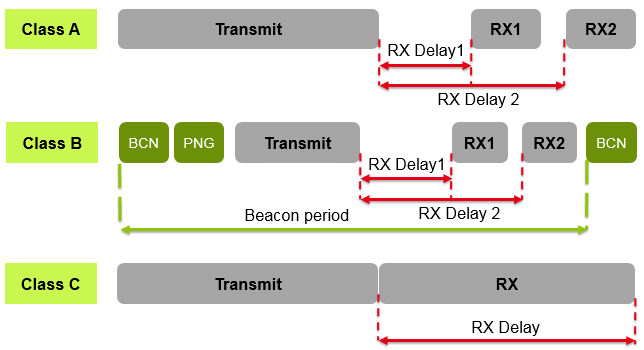 Class A
Transmit
RX1
RX2
RX Delay1
RX Delay 2
Class B
BCN
PNG
Transmit
RX1
RX2
BCN
RX Delay1
RX Delay 2
Beacon period
Class C
Transmit
RX
RX Delay